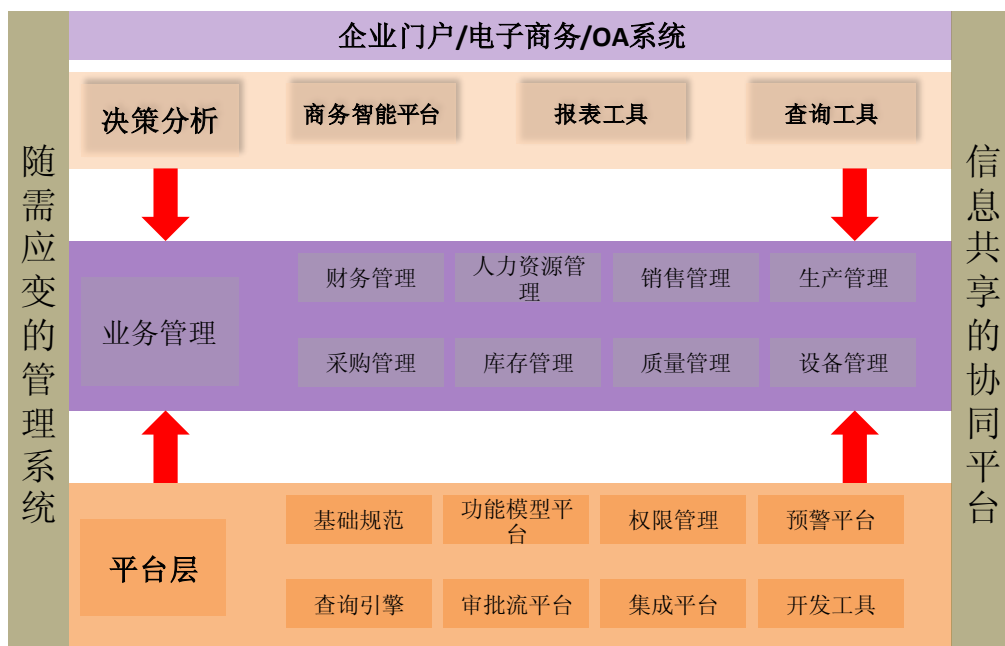 企业门户/电子商务/OA系统
决策分析
商务智能平台
报表工具
查询工具
随需应变的管理系统
信息共享的协同平台
业务管理
财务管理
人力资源管
理
销售管理
生产管理
采购管理
库存管理
质量管理
设备管理
平台层
基础规范
功能模型平
台
权限管理
预警平台
查询引擎
审批流平台
集成平台
开发工具